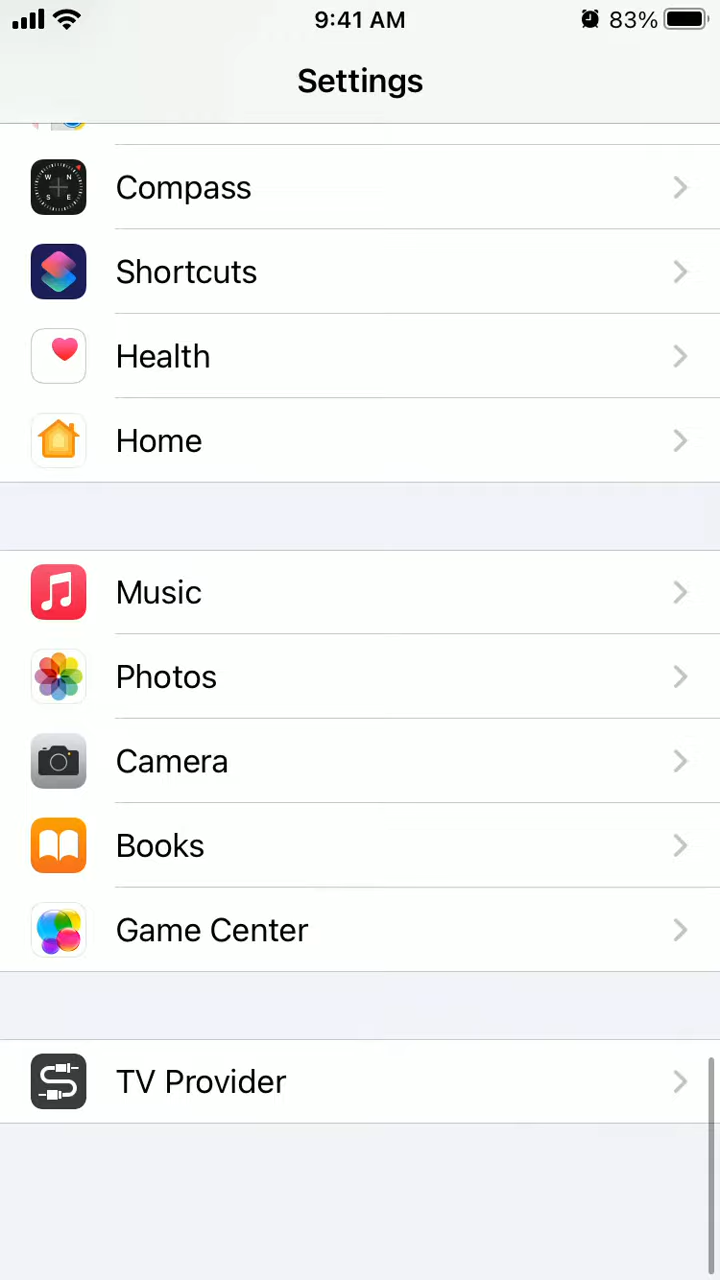 9:41 AM
83%
Settings
W N
S E
Compass
Shortcuts
Health
Home
Music
Photos
Camera
Books
Game Center
TV Provider